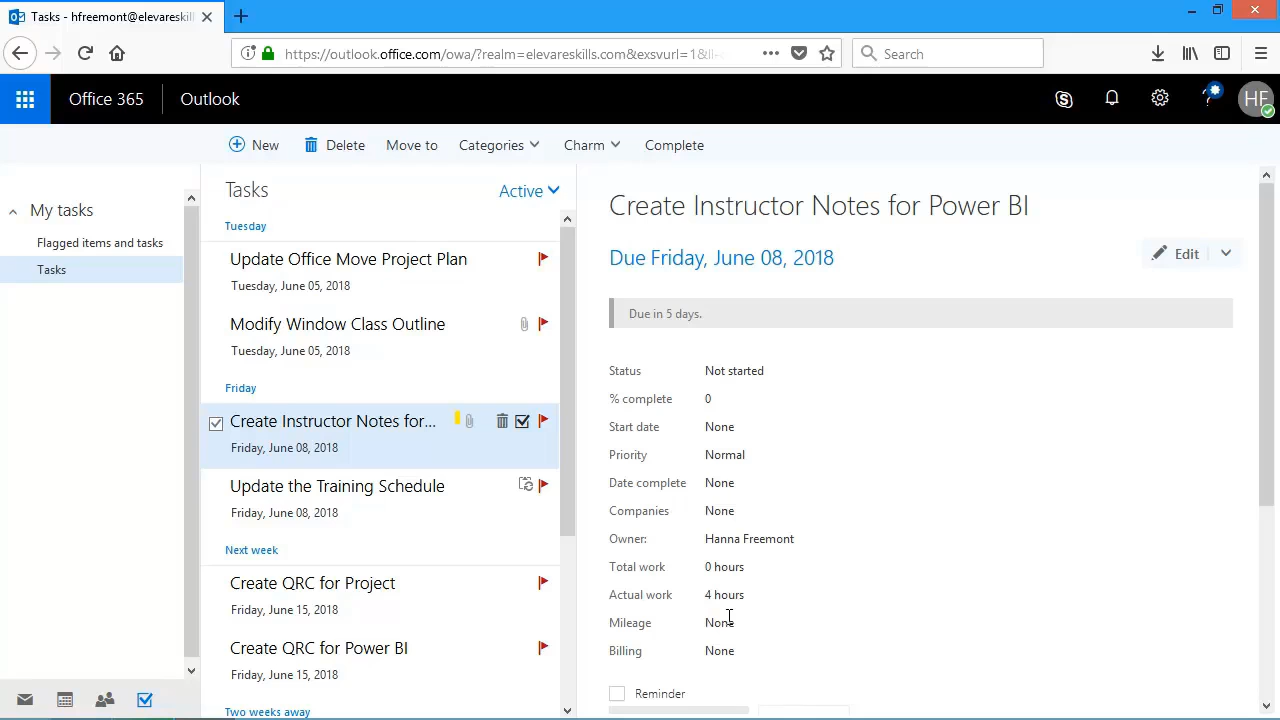 Tasks - hfreemont@elevareskill
https://outlook.office.com/owa/?realm=elevareskills.com&exsvurl=1&ll-
Search
Office 365
Outlook
?
HF
New
Delete
Move to
Categories
Charm
Complete
My tasks
Flagged items and tasks
Tasks
Tasks
Active
Tuesday
Update Office Move Project Plan
Tuesday, June 05, 2018
Modify Window Class Outline
Tuesday, June 05, 2018
Friday
Create Instructor Notes for...
Friday, June 08, 2018
Update the Training Schedule
Friday, June 08, 2018
Next week
Create QRC for Project
Friday, June 15, 2018
Create QRC for Power BI
Friday, June 15, 2018
Two weeks away
Create Instructor Notes for Power BI
Due Friday, June 08, 2018
Edit
Due in 5 days.
Status Not started
% complete 0
Start date None
Priority Normal
Date complete None
Companies None
Owner: Hanna Freemont
Total work 0 hours
Actual work 4 hours
Mileage None
Billing None
Reminder